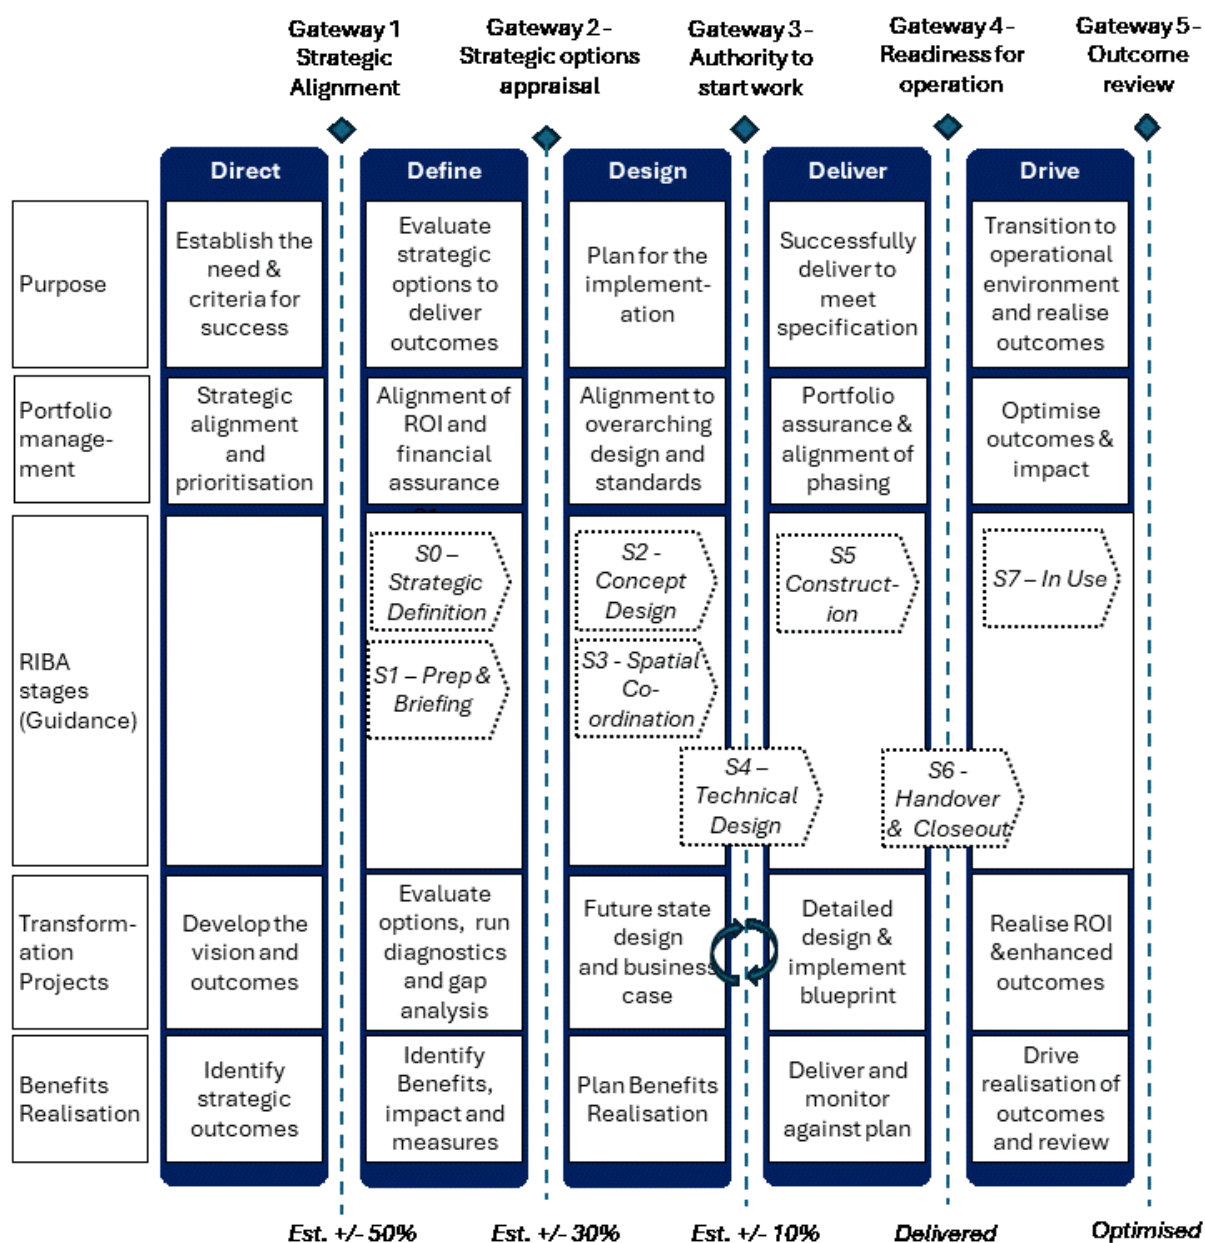 Gateway 1
Strategic
Alignment
Gateway 2 -
Strategic options
appraisal
Gateway 3 -
Authority to
start work
Gateway 4 -
Readiness for
operation
Gateway 5 -
Outcome
review
Direct
Define
Design
Deliver
Drive
Purpose
Establish the
need &
criteria for
success
Evaluate
strategic
options to
deliver
outcomes
Plan for the
implement-
ation
Successfully
deliver to
meet
specification
Transition to
operational
environment
and realise
outcomes
Portfolio
manage-
ment
Strategic
alignment
and
prioritisation
Alignment of
ROI and
financial
assurance
Alignment to
overarching
design and
standards
Portfolio
assurance &
alignment of
phasing
Optimise
outcomes &
impact
RIBA
stages
(Guidance)
S0 –
Strategic
Definition
S1 – Prep &
Briefing
S2 -
Concept
Design
S3 - Spatial
Co-
ordination
S4 –
Technical
Design
S5
Construct-
ion
S6 -
Handover
& Closeout
S7 – In Use
Transform-
ation
Projects
Develop the
vision and
outcomes
Evaluate
options, run
diagnostics
and gap
analysis
Future state
design
and business
case
Detailed
design &
implement
blueprint
Realise ROI
&enhanced
outcomes
Benefits
Realisation
Identify
strategic
outcomes
Identify
Benefits,
impact and
measures
Plan Benefits
Realisation
Deliver and
monitor
against plan
Drive
realisation of
outcomes
and review
Est. +/- 50%
Est. +/- 30%
Est. +/- 10%
Delivered
Optimised